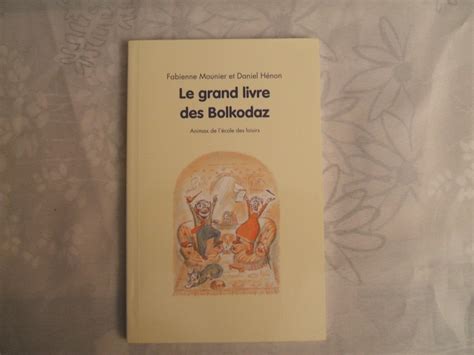 Fabienne Mounier et Daniel Hénon
Le grand livre
des Bolkodaz
Animax de l'école des loisirs